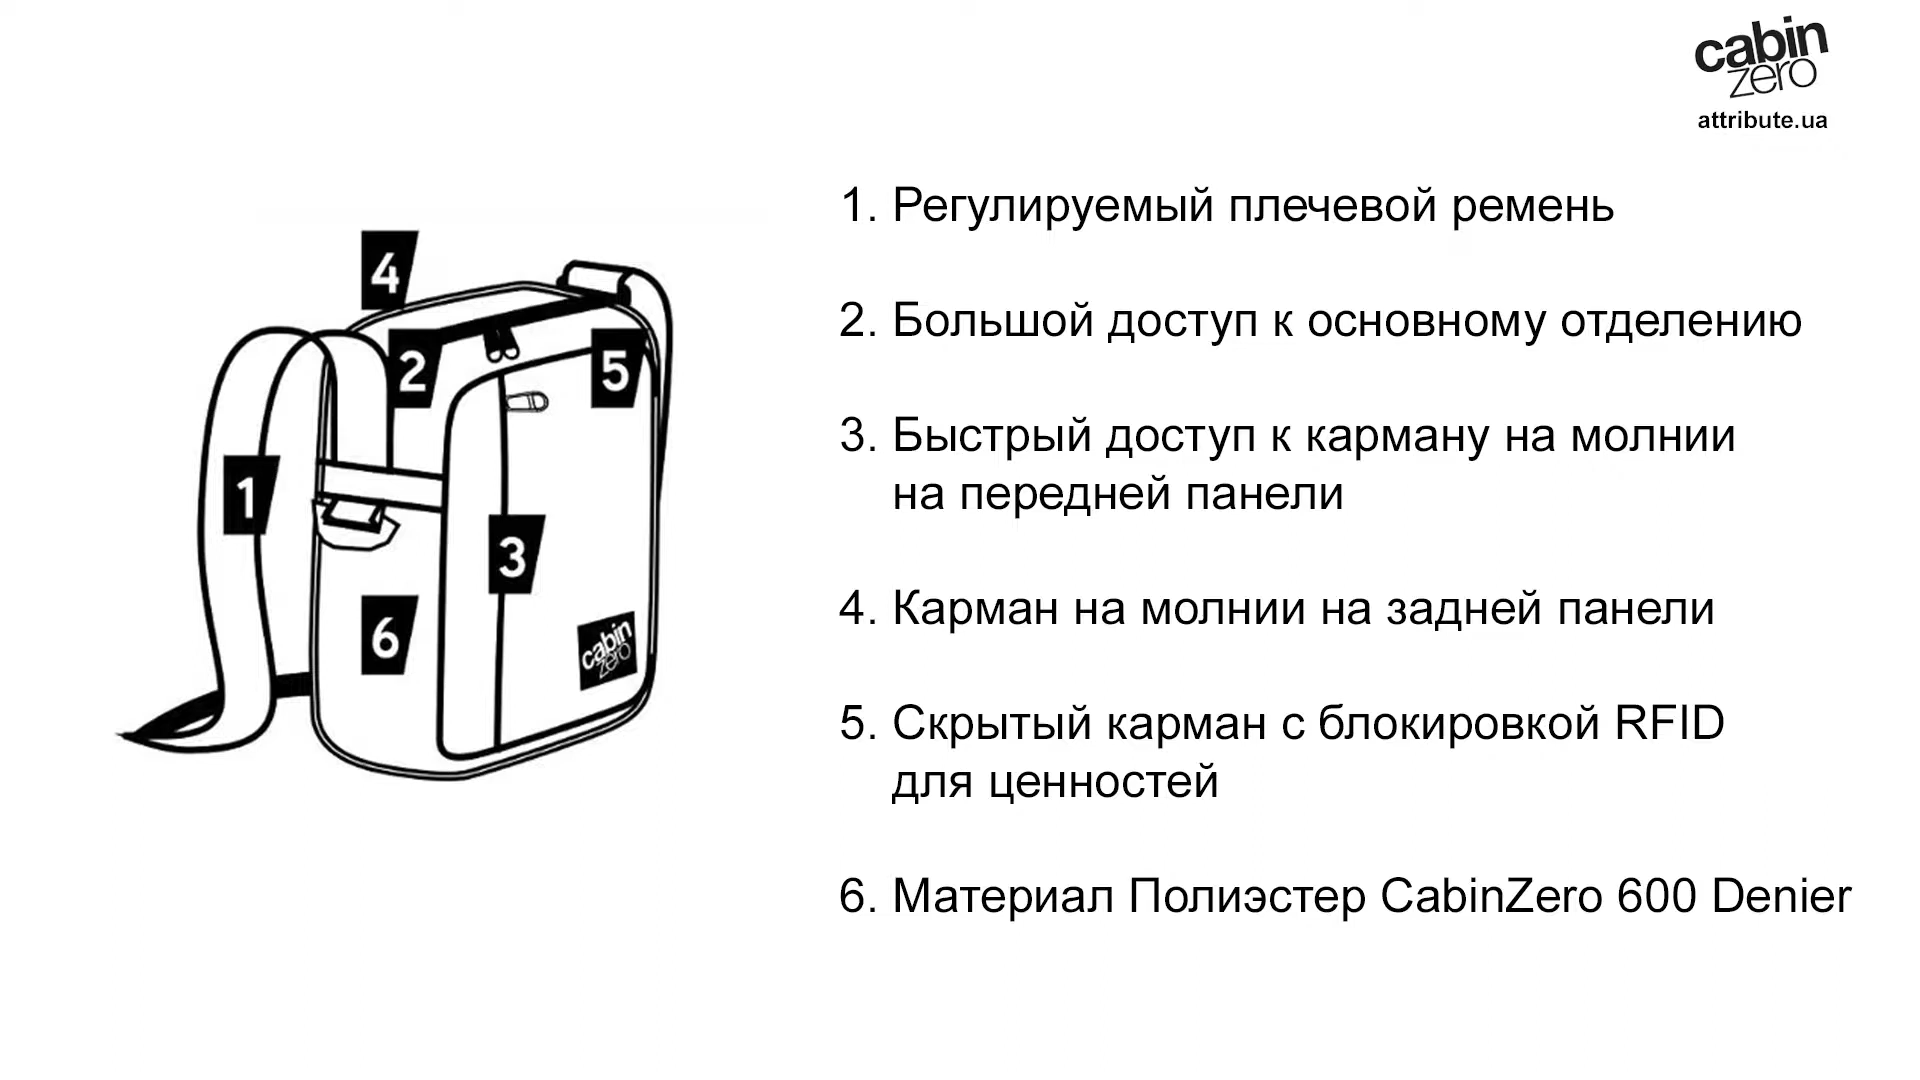 cabin
zero
attribute.ua
1. Регулируемый плечевой ремень
2. Большой доступ к основному отделению
3. Быстрый доступ к карману на молнии
на передней панели
4. Карман на молнии на задней панели
5. Скрытый карман с блокировкой RFID
для ценностей
6. Материал Полиэстер CabinZero 600 Denier
4
2
5
1
3
6
cabin
zero